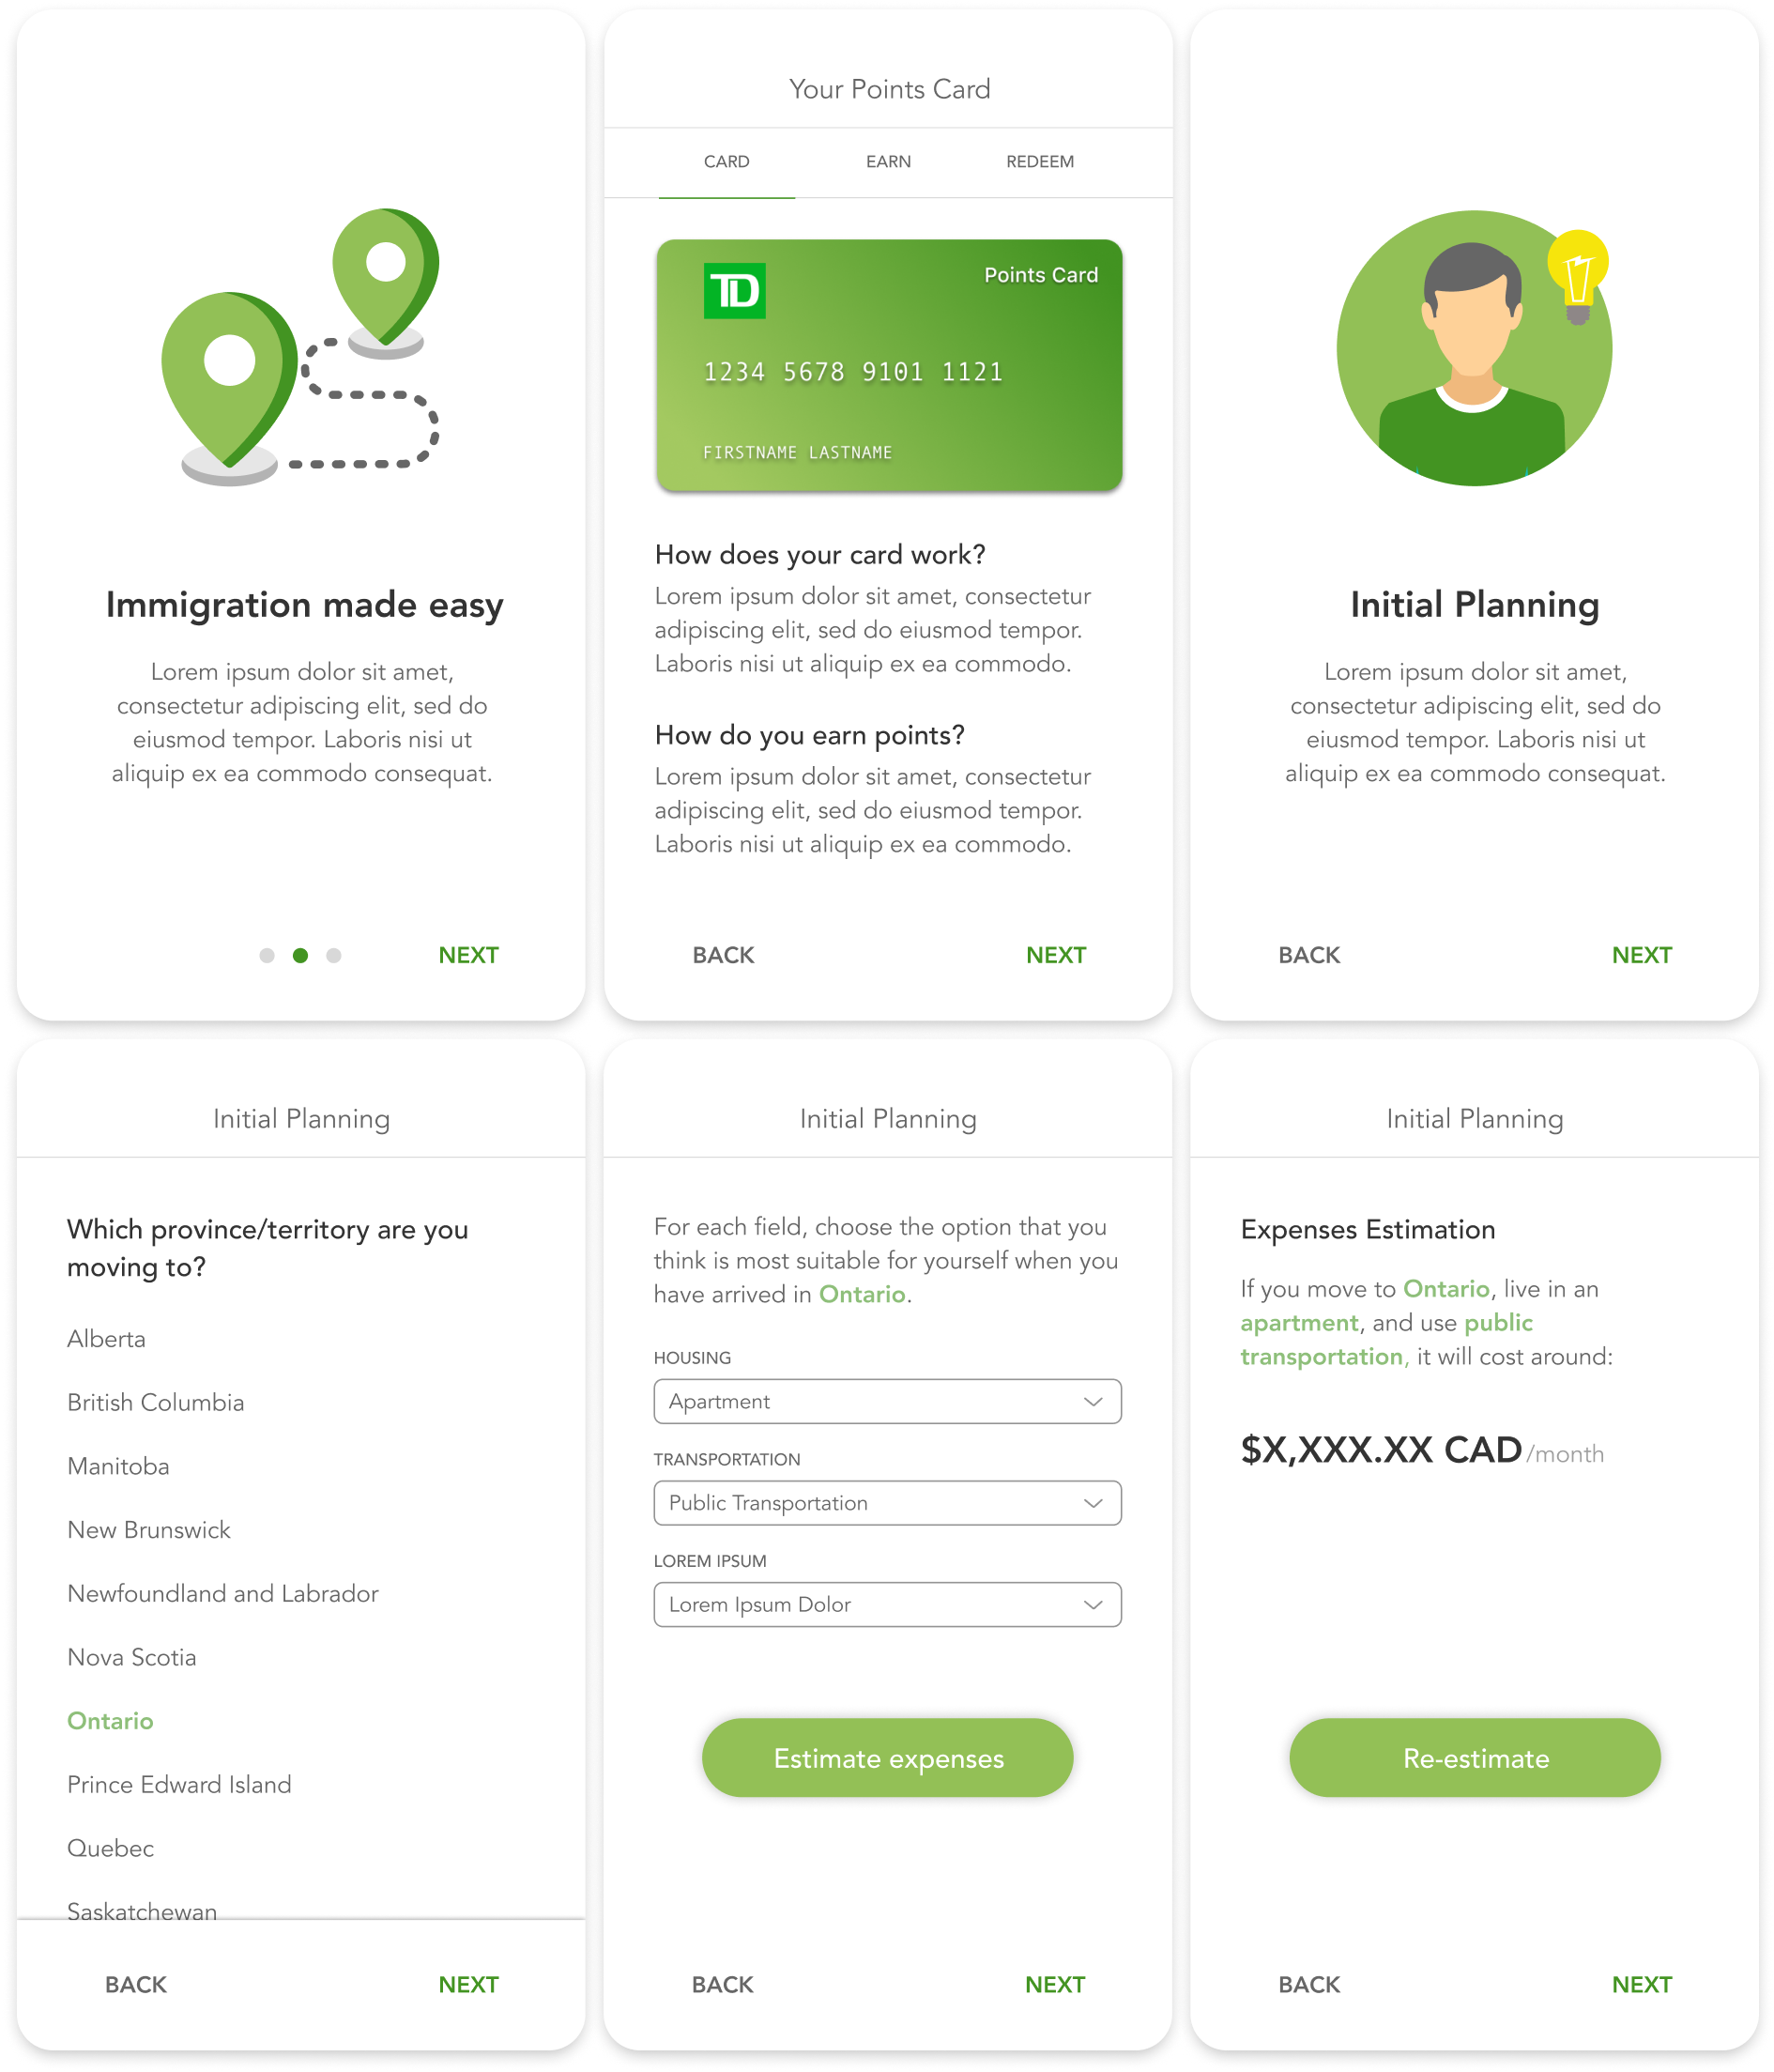 Immigration made easy
Lorem ipsum dolor sit amet,
consectetur adipiscing elit, sed do
eiusmod tempor. Laboris nisi ut
aliquip ex ea commodo consequat.
NEXT
Your Points Card
CARD EARN REDEEM
TD
Points Card
1234 5678 9101 1121
FIRSTNAME LASTNAME
How does your card work?
Lorem ipsum dolor sit amet, consectetur
adipiscing elit, sed do eiusmod tempor.
Laboris nisi ut aliquip ex ea commodo.
How do you earn points?
Lorem ipsum dolor sit amet, consectetur
adipiscing elit, sed do eiusmod tempor.
Laboris nisi ut aliquip ex ea commodo.
BACK NEXT
Initial Planning
Lorem ipsum dolor sit amet,
consectetur adipiscing elit, sed do
eiusmod tempor. Laboris nisi ut
aliquip ex ea commodo consequat.
BACK NEXT
Initial Planning
Which province/territory are you
moving to?
Alberta
British Columbia
Manitoba
New Brunswick
Newfoundland and Labrador
Nova Scotia
Ontario
Prince Edward Island
Quebec
Saskatchewan
BACK NEXT
Initial Planning
For each field, choose the option that you
think is most suitable for yourself when you
have arrived in Ontario.
HOUSING
Apartment
TRANSPORTATION
Public Transportation
LOREM IPSUM
Lorem Ipsum Dolor
Estimate expenses
BACK NEXT
Initial Planning
Expenses Estimation
If you move to Ontario, live in an
apartment, and use public
transportation, it will cost around:
$X,XXX.XX CAD /month
Re-estimate
BACK NEXT